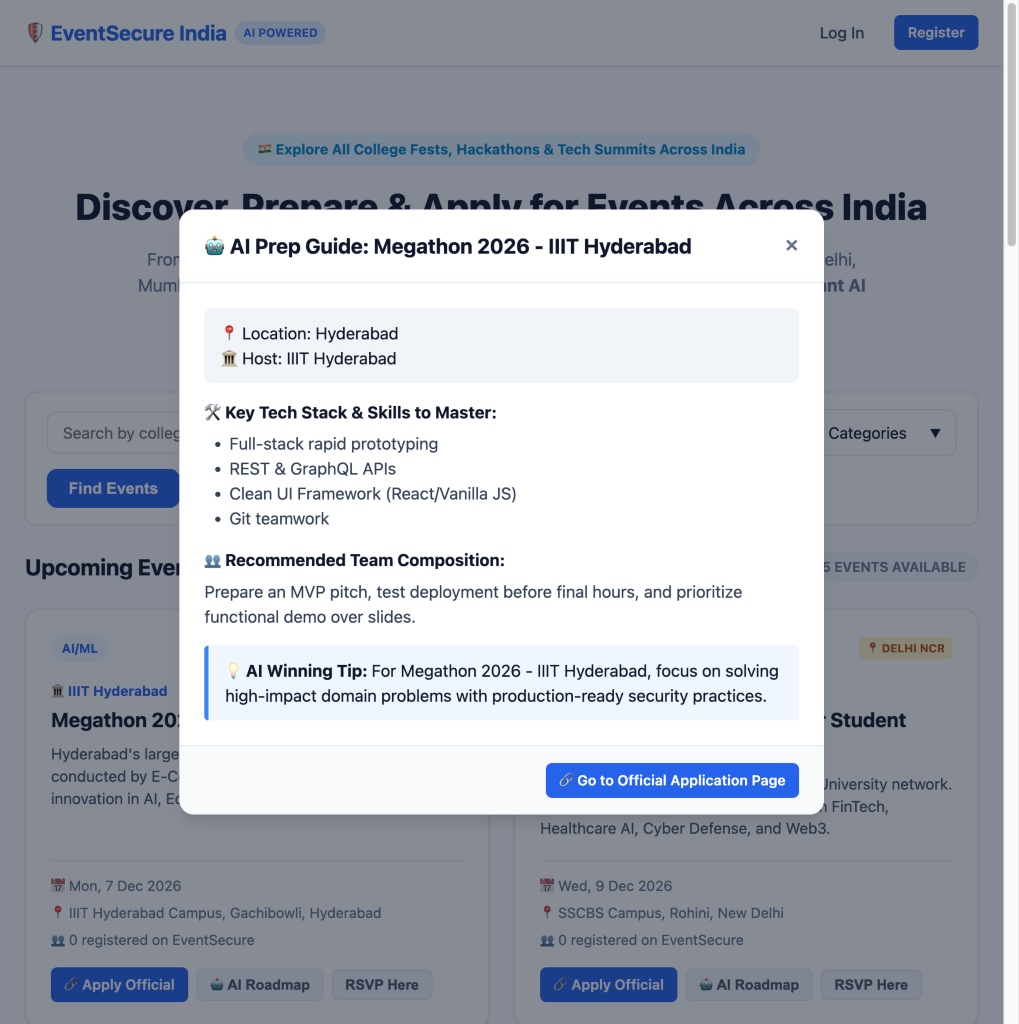 EventSecure India
AI POWERED
Log In
Register
Explore All College Fests, Hackathons & Tech Summits Across India
Discover, Prepare & Apply for Events Across India
AI Prep Guide: Megathon 2026 - IIIT Hyderabad
×
Location: Hyderabad
Host: IIIT Hyderabad
Key Tech Stack & Skills to Master:
• Full-stack rapid prototyping
• REST & GraphQL APIs
• Clean UI Framework (React/Vanilla JS)
• Git teamwork
Recommended Team Composition:
Prepare an MVP pitch, test deployment before final hours, and prioritize
functional demo over slides.
AI Winning Tip: For Megathon 2026 - IIIT Hyderabad, focus on solving
high-impact domain problems with production-ready security practices.
Go to Official Application Page
Search by
Categories
Find Events
Upcoming
EVENTS AVAILABLE
AI/ML
IIIT Hyderabad
Megathon
Hyderabad's large
conducted by
innovation in AI,
Mon, 7 Dec 2026
IIIT Hyderabad Campus, Gachibowli, Hyderabad
0 registered on EventSecure
Apply Official
AI Roadmap
RSVP Here
DELHI NCR
Student
University network.
FinTech,
Healthcare AI, Cyber Defense, and Web3.
Wed, 9 Dec 2026
SSCBS Campus, Rohini, New Delhi
0 registered on EventSecure
Apply Official
AI Roadmap
RSVP Here